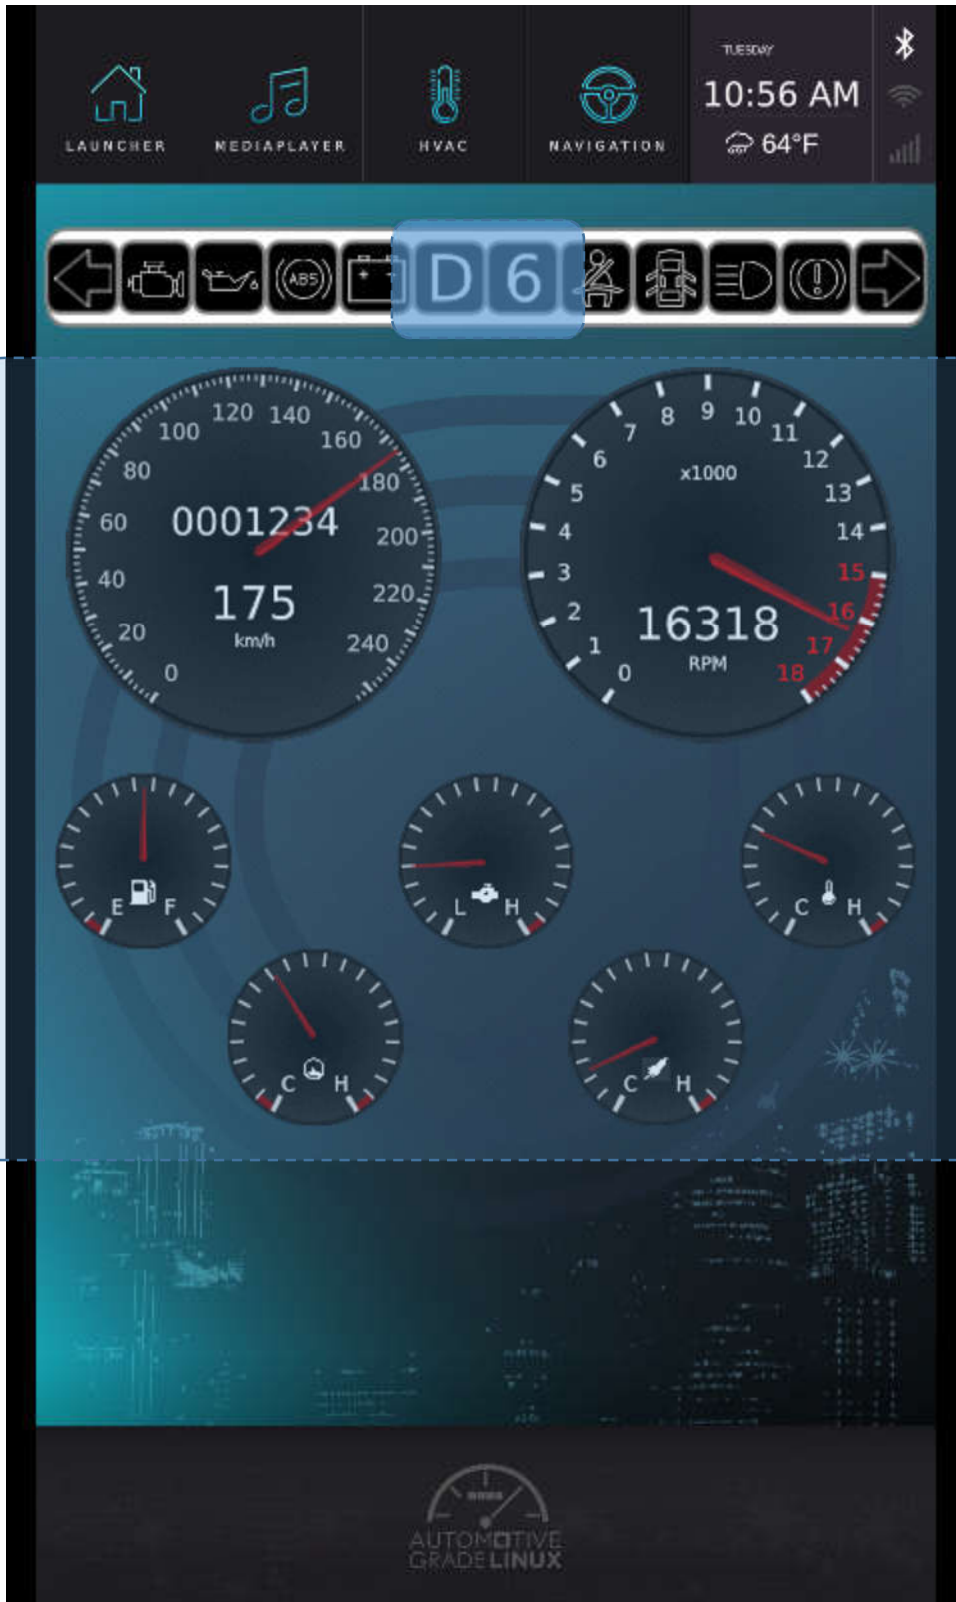 TUESDAY
10:56 AM
64°F
LAUNCHER MEDIAPLAYER HVAC NAVIGATION
ABS D 6
0 20 40 60 80 100 120 140 160 180 200 220 240
0001234
175
km/h
0 1 2 3 4 5 6 7 8 9 10 11 12 13 14 15 16 17 18
x1000
16318
RPM
E F
L H
C H
C H
C H
AUTOMOTIVE
GRADE LINUX